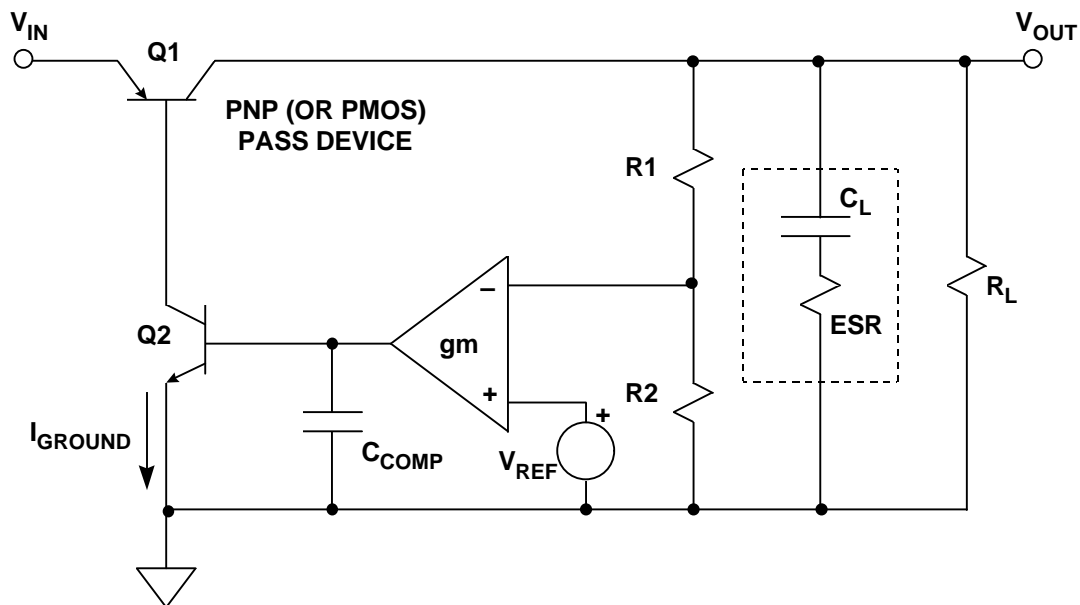 V_IN
V_OUT
Q1
PNP (OR PMOS)
PASS DEVICE
R1
C_L
R_L
ESR
–
gm
Q2
+
R2
+
I_GROUND
C_COMP
V_REF